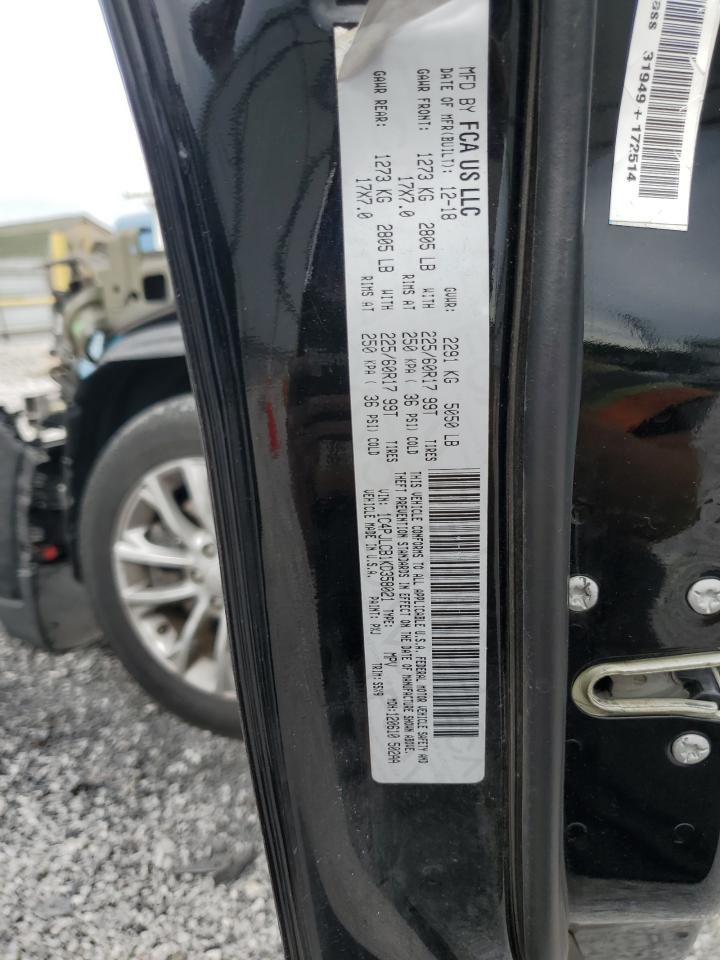 MFD BY FCA US LLC
DATE OF MFR(BUILT): 12-18 GVWR: 2291 KG 5050 LB
GAWR FRONT: 1273 KG 2805 LB WITH 225/60R17 99T TIRES
17X7.0 RIMS AT 250 KPA ( 36 PSI) COLD
GAWR REAR: 1273 KG 2805 LB WITH 225/60R17 99T TIRES
17X7.0 RIMS AT 250 KPA ( 36 PSI) COLD
THIS VEHICLE CONFORMS TO ALL APPLICABLE U.S.A. FEDERAL MOTOR VEHICLE SAFETY AND
THEFT PREVENTION STANDARDS IN EFFECT ON THE DATE OF MANUFACTURE SHOWN ABOVE.
VIN: 1C4PJLCB1KD358021 TYPE: MPV MDH:120610 502AA
VEHICLE MADE IN U.S.A. PAINT: PXJ TRIM: SSX9
31949 + 172514